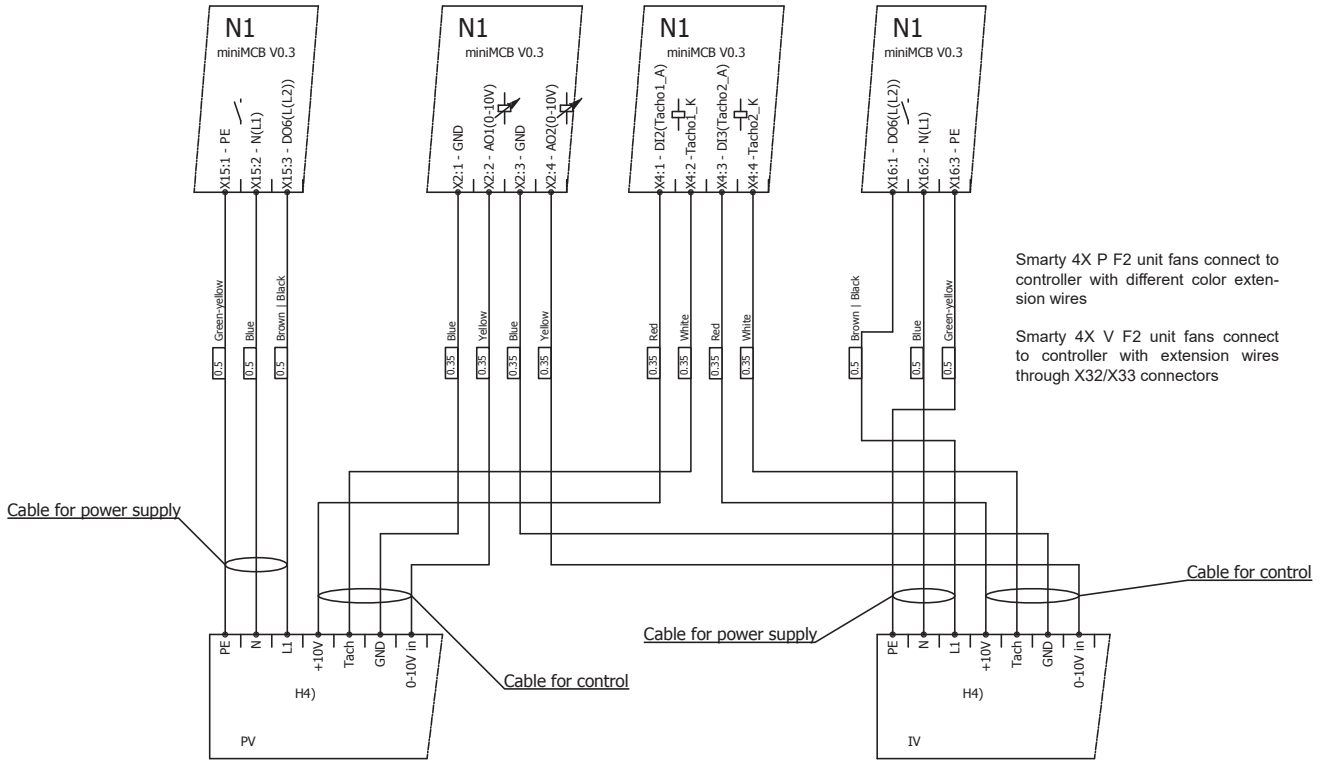 N1
miniMCB V0.3
X15:1 - PE
X15:2 - N(L1)
X15:3 - DO6(L(L2))
N1
miniMCB V0.3
X2:1 - GND
X2:2 - AO1(0-10V)
X2:3 - GND
X2:4 - AO2(0-10V)
N1
miniMCB V0.3
X4:1 - DI2(Tacho1_A)
X4:2 -Tacho1_K
X4:3 - DI3(Tacho2_A)
X4:4 -Tacho2_K
N1
miniMCB V0.3
X16:1 - DO6(L(L2))
X16:2 - N(L1)
X16:3 - PE
Smarty 4X P F2 unit fans connect to
controller with different color exten-
sion wires
Smarty 4X V F2 unit fans connect
to controller with extension wires
through X32/X33 connectors
0.5 Green-yellow
0.5 Blue
0.5 Brown | Black
0.35 Blue
0.35 Yellow
0.35 Blue
0.35 Yellow
0.35 Red
0.35 White
0.35 Red
0.35 White
0.5 Brown | Black
0.5 Blue
0.5 Green-yellow
Cable for power supply
Cable for control
Cable for power supply
Cable for control
PE
N
L1
+10V
Tach
GND
0-10V in
H4)
PV
PE
N
L1
+10V
Tach
GND
0-10V in
H4)
IV